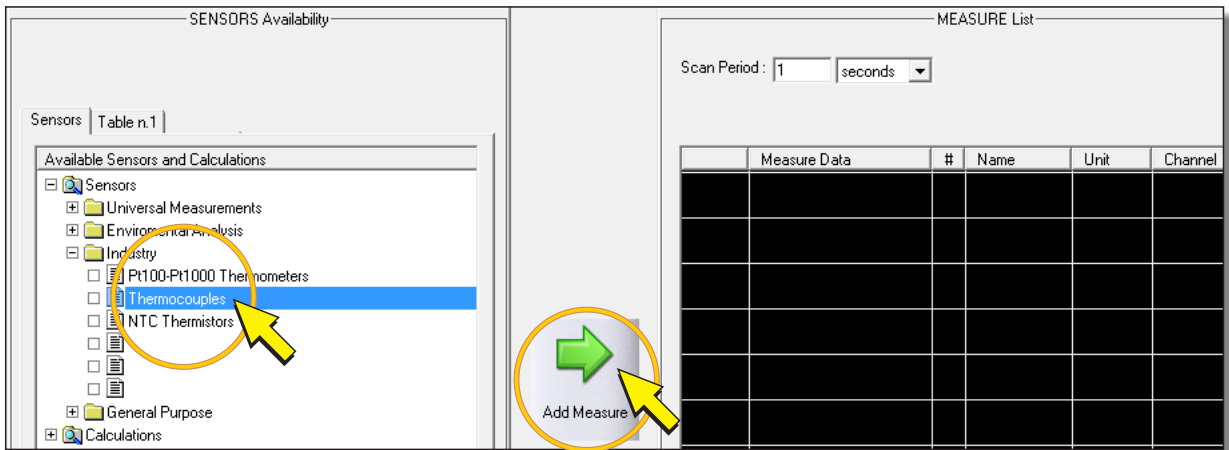 SENSORS Availability
Sensors
Table n.1
Available Sensors and Calculations
Sensors
Universal Measurements
Enviromental Analysis
Industry
Pt100-Pt1000 Thermometers
Thermocouples
NTC Thermistors
General Purpose
Calculations
Add Measure
MEASURE List
Scan Period : 1 seconds
Measure Data # Name Unit Channel